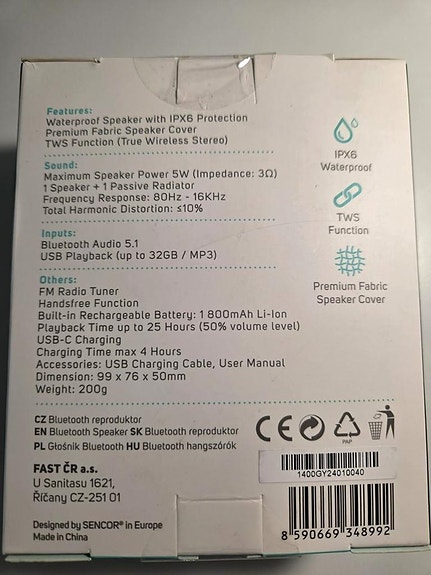 Features:
Waterproof Speaker with IPX6 Protection
Premium Fabric Speaker Cover
TWS Function (True Wireless Stereo)
IPX6
Waterproof
Sound:
Maximum Speaker Power 5W (Impedance: 3Ω)
1 Speaker + 1 Passive Radiator
Frequency Response: 80Hz - 16KHz
Total Harmonic Distortion: ≤10%
TWS
Function
Inputs:
Bluetooth Audio 5.1
USB Playback (up to 32GB / MP3)
Premium Fabric
Speaker Cover
Others:
FM Radio Tuner
Handsfree Function
Built-in Rechargeable Battery: 1 800mAh Li-Ion
Playback Time up to 25 Hours (50% volume level)
USB-C Charging
Charging Time max 4 Hours
Accessories: USB Charging Cable, User Manual
Dimension: 99 x 76 x 50mm
Weight: 200g
CZ Bluetooth reproduktor
EN Bluetooth Speaker SK Bluetooth reproduktor
PL Głośnik Bluetooth HU Bluetooth hangszórók
CE
PAP
FAST ČR a.s.
U Sanitasu 1621,
Říčany CZ-251 01
1400GY24010040
Designed by SENCOR® in Europe
Made in China
8 590669 348992